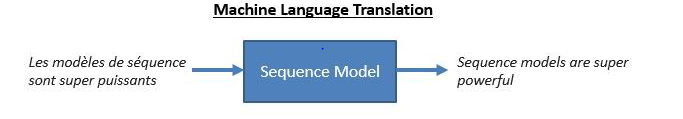 Machine Language Translation
Les modèles de séquence
sont super puissants
Sequence Model
Sequence models are super
powerful